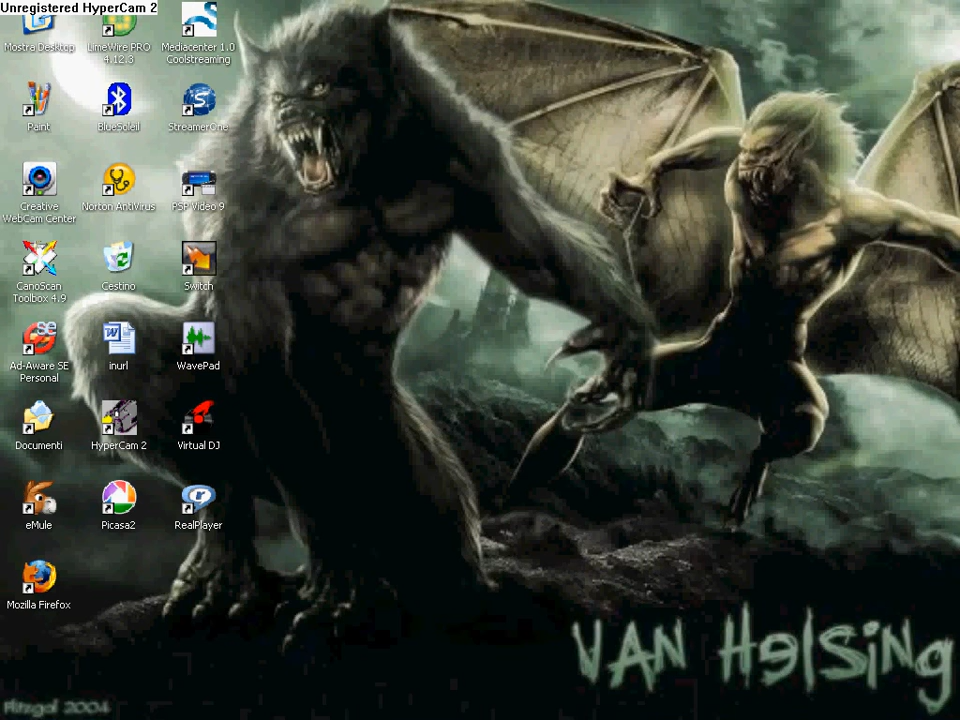 Unregistered HyperCam 2
Mostra Desktop
LimeWire PRO
4.12.3
Mediacenter 1.0
Coolstreaming
Paint
BlueSoleil
StreamerOne
Creative
WebCam Center
Norton AntiVirus
PSP Video 9
CanoScan
Toolbox 4.9
Cestino
Switch
Ad-Aware SE
Personal
inurl
WavePad
Documenti
HyperCam 2
Virtual DJ
eMule
Picasa2
RealPlayer
Mozilla Firefox
VAN HelSiNg
2004